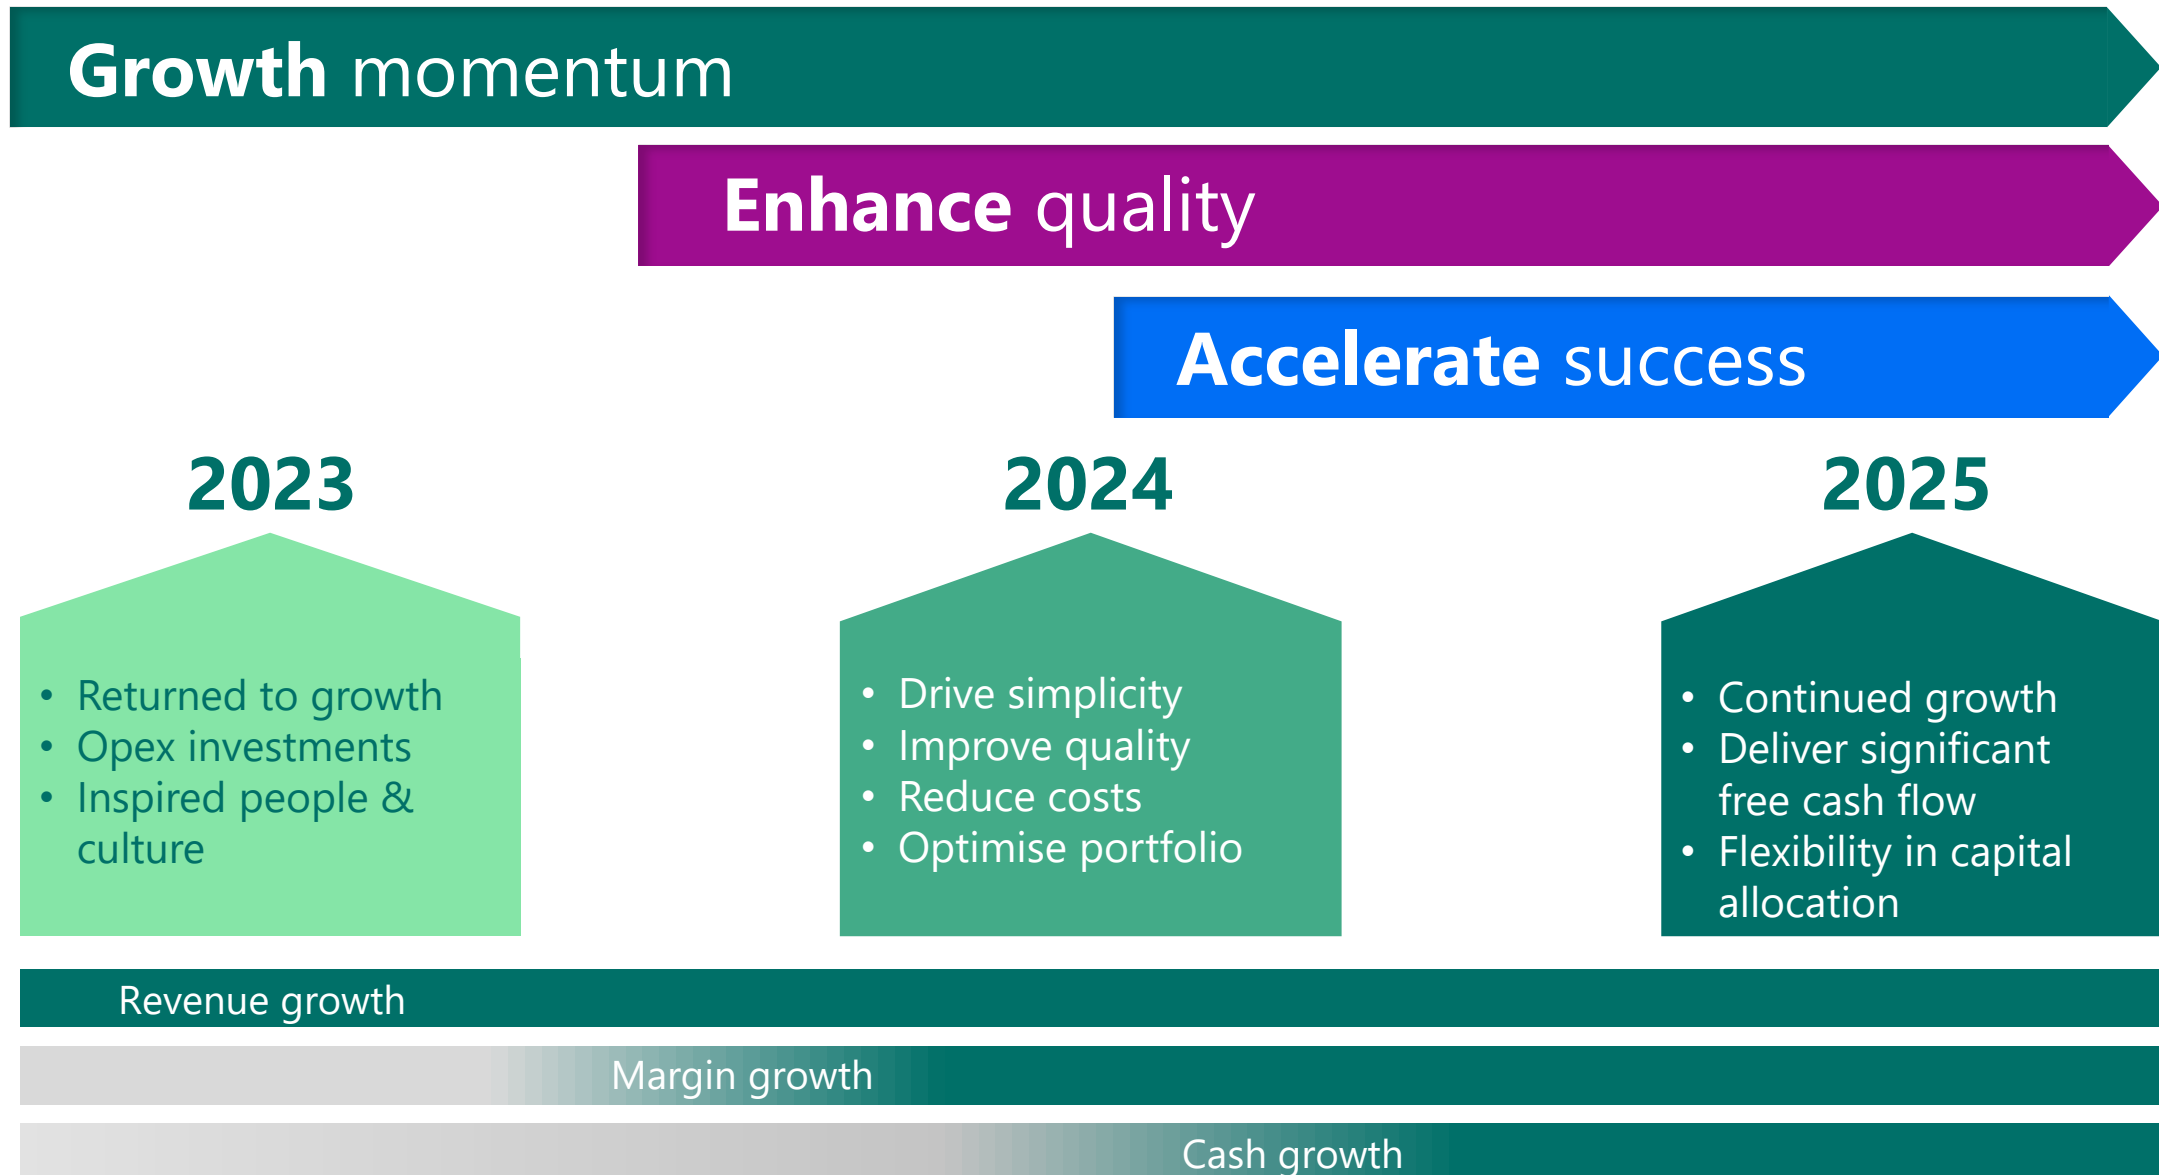 Growth momentum
Enhance quality
Accelerate success
2023
• Returned to growth
• Opex investments
• Inspired people &
culture
2024
• Drive simplicity
• Improve quality
• Reduce costs
• Optimise portfolio
2025
• Continued growth
• Deliver significant
free cash flow
• Flexibility in capital
allocation
Revenue growth
Margin growth
Cash growth